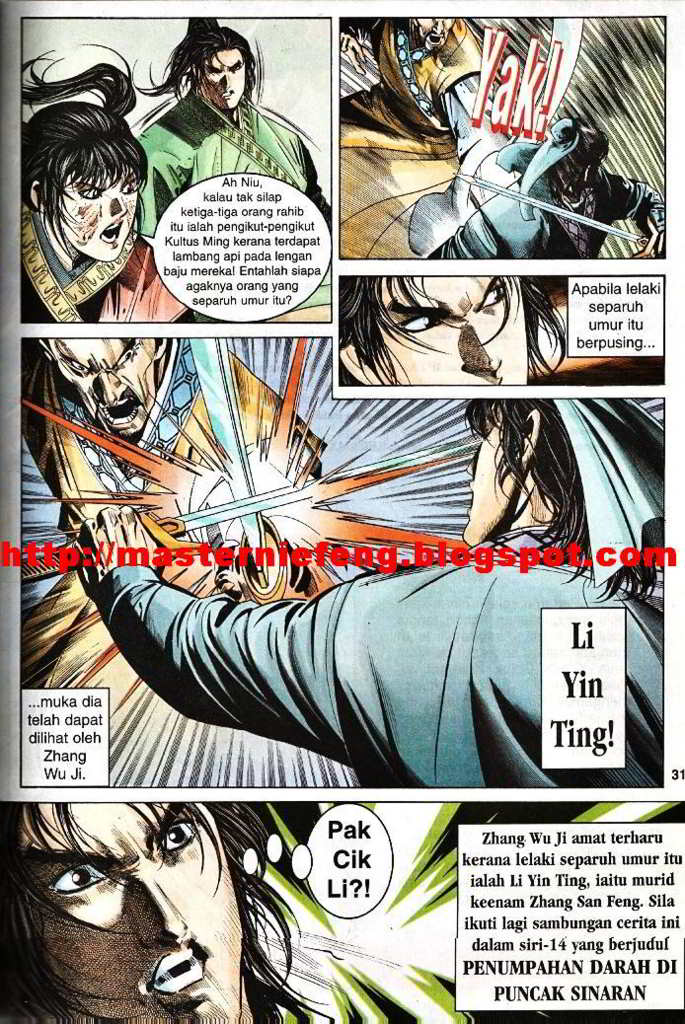 Ah Niu,
kalau tak silap
ketiga-tiga orang rahib
itu ialah pengikut-pengikut
Kultus Ming kerana terdapat
lambang api pada lengan
baju mereka! Entahlah siapa
agaknya orang yang
separuh umur itu?
Yak!
Apabila lelaki
separuh
umur itu
berpusing...
http://masterniefeng.blogspot.com
Li
Yin
Ting!
...muka dia
telah dapat
dilihat oleh
Zhang
Wu Ji.
31
Pak
Cik
Li?!
Zhang Wu Ji amat terharu
kerana lelaki separuh umur itu
ialah Li Yin Ting, iaitu murid
keenam Zhang San Feng. Sila
ikuti lagi sambungan cerita ini
dalam siri-14 yang berjudul
PENUMPAHAN DARAH DI
PUNCAK SINARAN